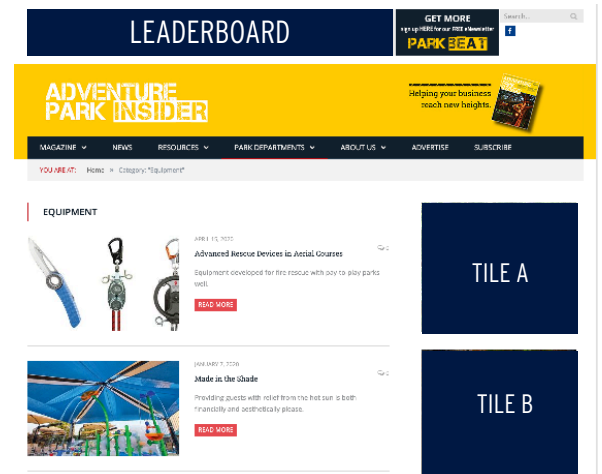 LEADERBOARD
GET MORE
sign up HERE for our FREE eNewsletter
PARK BEAT
Search...
f
ADVENTURE
PARK INSIDER
Helping your business
reach new heights.
MAGAZINE NEWS RESOURCES PARK DEPARTMENTS ABOUT US ADVERTISE SUBSCRIBE
YOU ARE AT: Home » Category: "Equipment"
EQUIPMENT
APRIL 15, 2020
Advanced Rescue Devices in Aerial Courses
Equipment developed for fire rescue with pay-to-play parks
well.
READ MORE
TILE A
JANUARY 7, 2020
Made in the Shade
Providing guests with relief from the hot sun is both
financially and aesthetically please.
READ MORE
TILE B